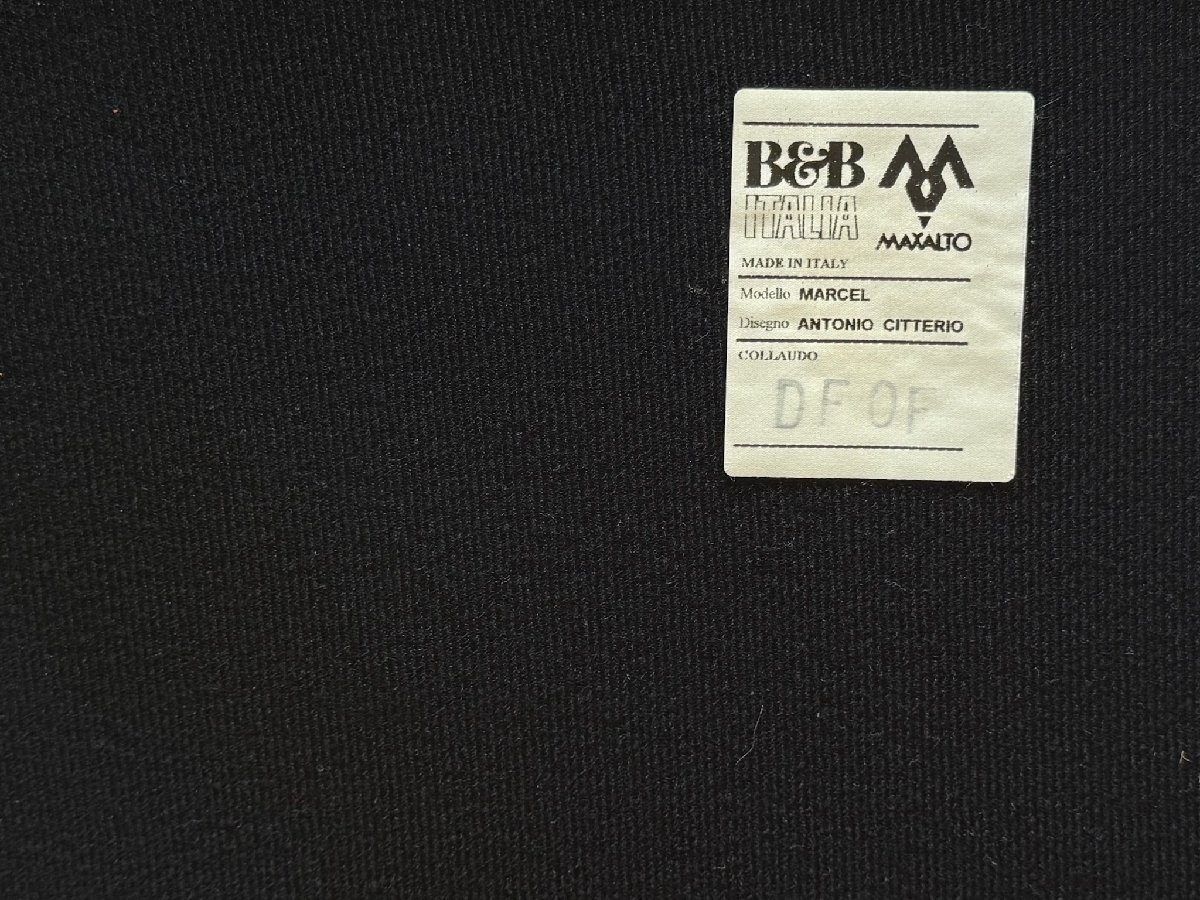 B&B
ITALIA
MAXALTO
MADE IN ITALY
Modello MARCEL
Disegno ANTONIO CITTERIO
COLLAUDO
DF OF